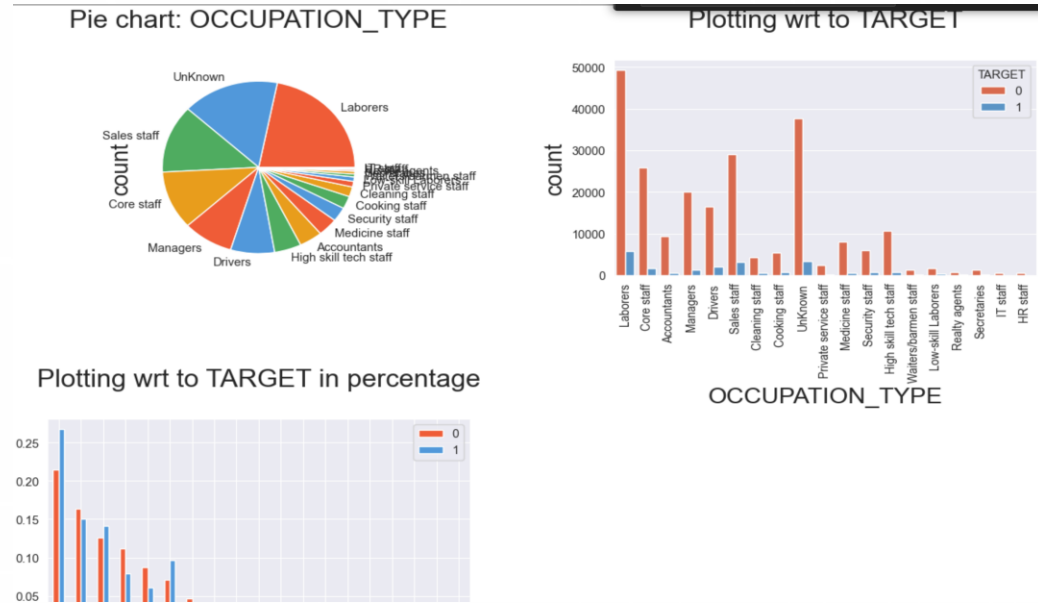 Pie chart: OCCUPATION_TYPE
UnKnown
Laborers
Sales staff
Core staff
Managers
Drivers
High skill tech staff
Accountants
Medicine staff
Security staff
Cooking staff
Cleaning staff
Private service staff
count
Plotting wrt to TARGET
TARGET
0
1
50000
40000
30000
20000
10000
0
count
Laborers
Core staff
Accountants
Managers
Drivers
Sales staff
Cleaning staff
Cooking staff
UnKnown
Private service staff
Medicine staff
Security staff
High skill tech staff
Waiters/barmen staff
Low-skill Laborers
Realty agents
Secretaries
IT staff
HR staff
OCCUPATION_TYPE
Plotting wrt to TARGET in percentage
0
1
0.25
0.20
0.15
0.10
0.05